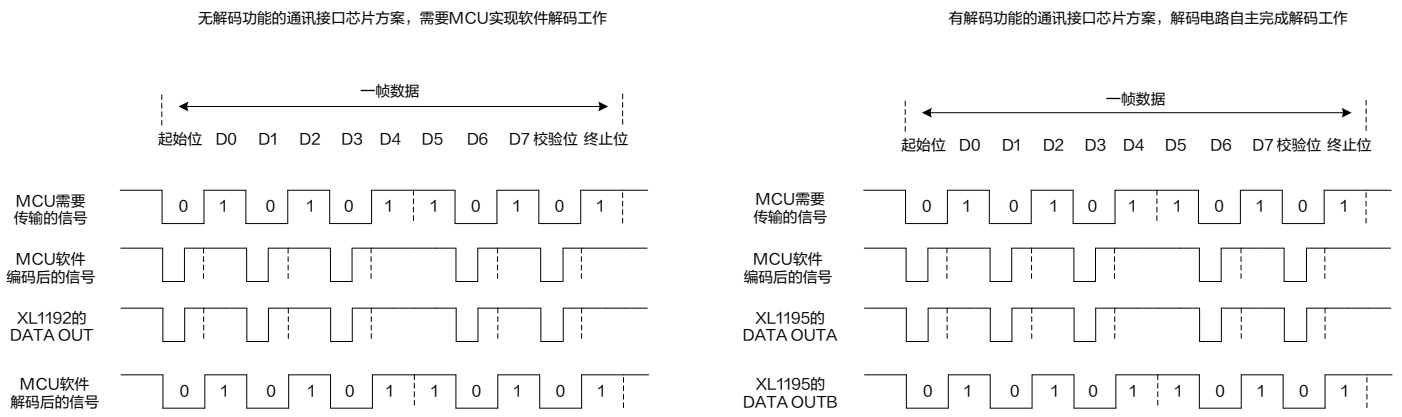 无解码功能的通讯接口芯片方案，需要MCU实现软件解码工作
一帧数据
起始位 D0 D1 D2 D3 D4 D5 D6 D7 校验位 终止位
MCU需要
传输的信号
0 1 0 1 0 1 1 0 1 0 1
MCU软件
编码后的信号
XL1192的
DATA OUT
MCU软件
解码后的信号
0 1 0 1 0 1 1 0 1 0 1
有解码功能的通讯接口芯片方案，解码电路自主完成解码工作
一帧数据
起始位 D0 D1 D2 D3 D4 D5 D6 D7 校验位 终止位
MCU需要
传输的信号
0 1 0 1 0 1 1 0 1 0 1
MCU软件
编码后的信号
XL1195的
DATA OUTA
XL1195的
DATA OUTB
0 1 0 1 0 1 1 0 1 0 1